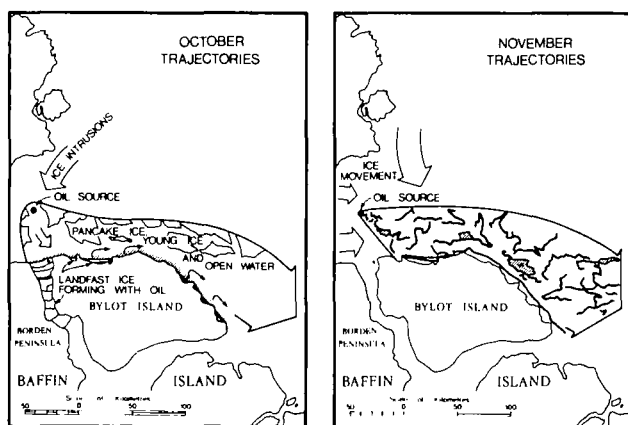 OCTOBER
TRAJECTORIES
ICE INTRUSIONS
OIL SOURCE
PANCAKE ICE,
YOUNG ICE
AND
OPEN WATER
LANDFAST ICE
FORMING WITH OIL
BYLOT ISLAND
BORDEN
PENINSULA
BAFFIN
ISLAND
Kilometres
50
0
50
100
NOVEMBER
TRAJECTORIES
ICE
MOVEMENT
OIL SOURCE
BYLOT ISLAND
BORDEN
PENINSULA
BAFFIN
ISLAND
50
0
50
100